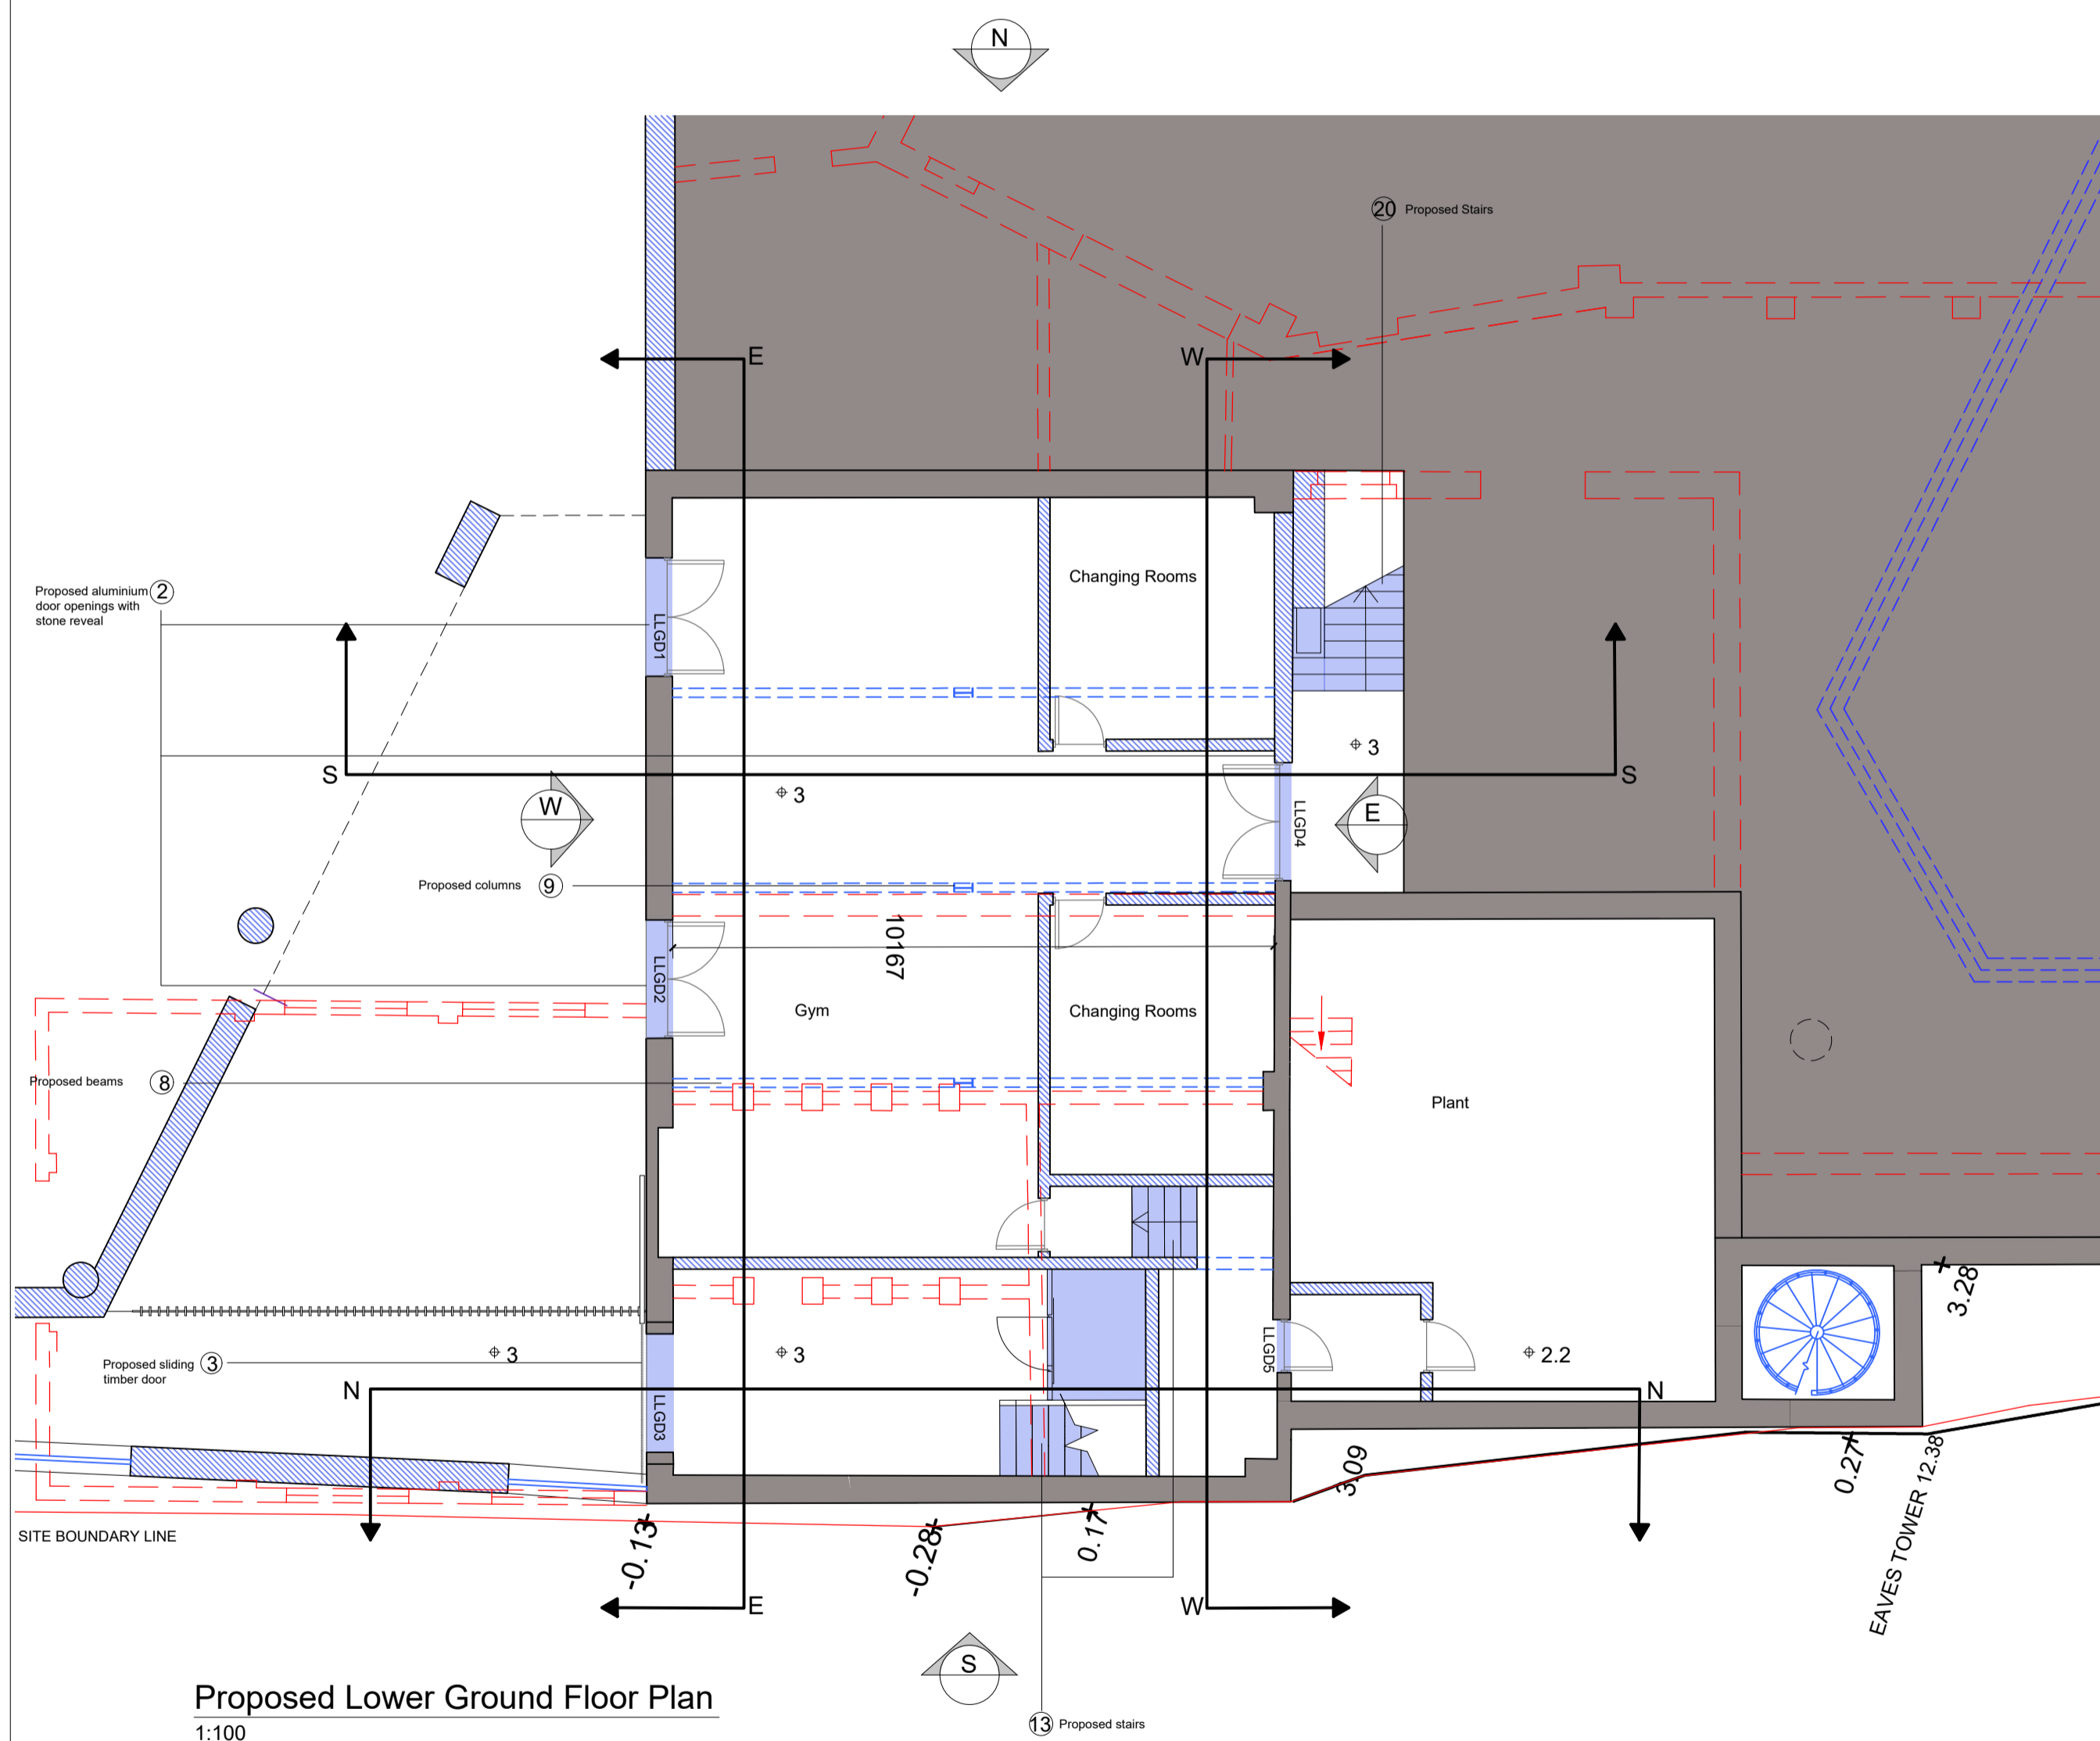 N
20 Proposed Stairs
E
W
Proposed aluminium 2
door openings with
stone reveal
Changing Rooms
LLGD1
3
S
S
W
3
LLGD4
E
Proposed columns 9
10167
LLGD2
Gym
Changing Rooms
Proposed beams 8
Plant
3.28
Proposed sliding 3
timber door
3
3
LLGD5
2.2
N
N
LLGD3
3.09
0.27
EAVES TOWER 12.38
SITE BOUNDARY LINE
-0.13
-0.28
0.17
E
W
S
Proposed Lower Ground Floor Plan
1:100
13 Proposed stairs